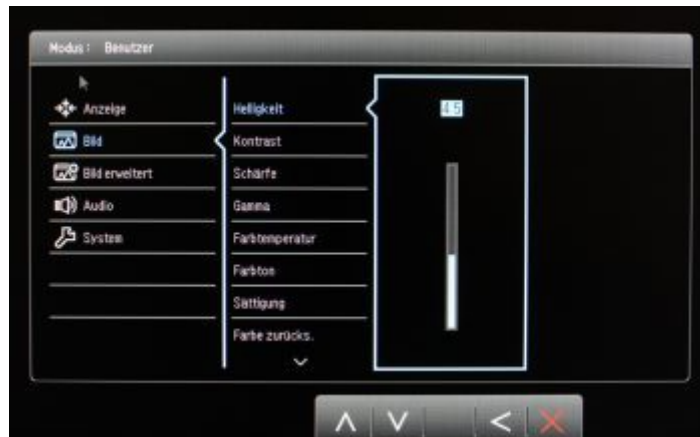 Modus: Benutzer
Anzeige
Bild
Bild erweitert
Audio
System
Helligkeit
Kontrast
Schärfe
Gamma
Farbtemperatur
Farbton
Sättigung
Farbe zurücks.
45